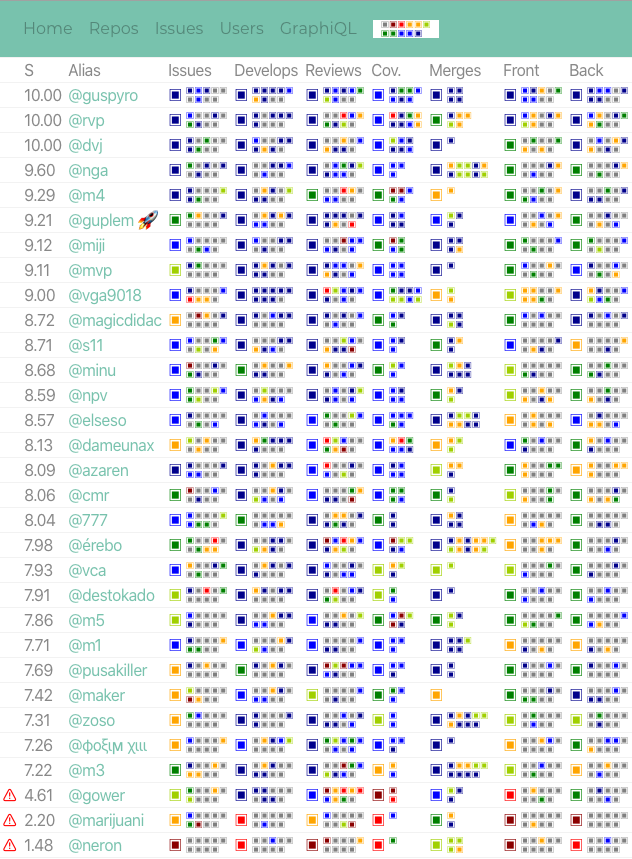 Home Repos Issues Users GraphiQL
S Alias Issues Develops Reviews Cov. Merges Front Back
10.00 @guspyro
10.00 @rvp
10.00 @dvj
9.60 @nga
9.29 @m4
9.21 @guplem 🚀
9.12 @miji
9.11 @mvp
9.00 @vga9018
8.72 @magicdidac
8.71 @s11
8.68 @minu
8.59 @npv
8.57 @elseso
8.13 @dameunax
8.09 @azaren
8.06 @cmr
8.04 @777
7.98 @érebo
7.93 @vca
7.91 @destokado
7.86 @m5
7.71 @m1
7.69 @pusakiller
7.42 @maker
7.31 @zoso
7.26
7.22 @m3
4.61 @gower
2.20 @marijuani
1.48 @neron